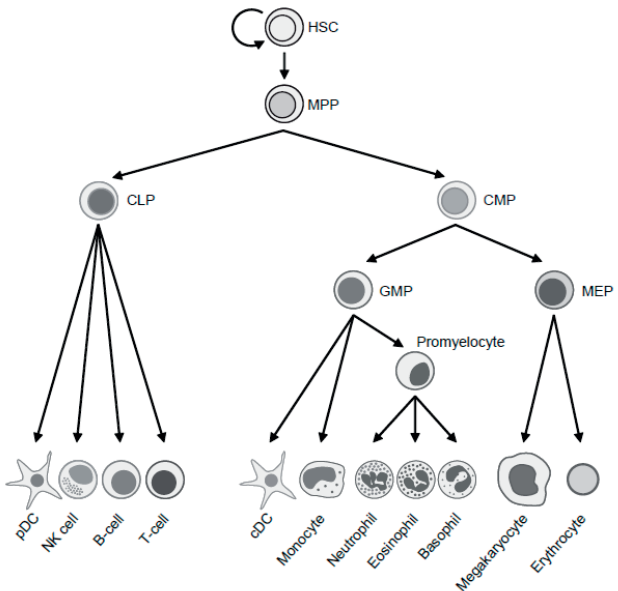 HSC
MPP
CLP
CMP
GMP
MEP
Promyelocyte
pDC
NK cell
B-cell
T-cell
cDC
Monocyte
Neutrophil
Eosinophil
Basophil
Megakaryocyte
Erythrocyte